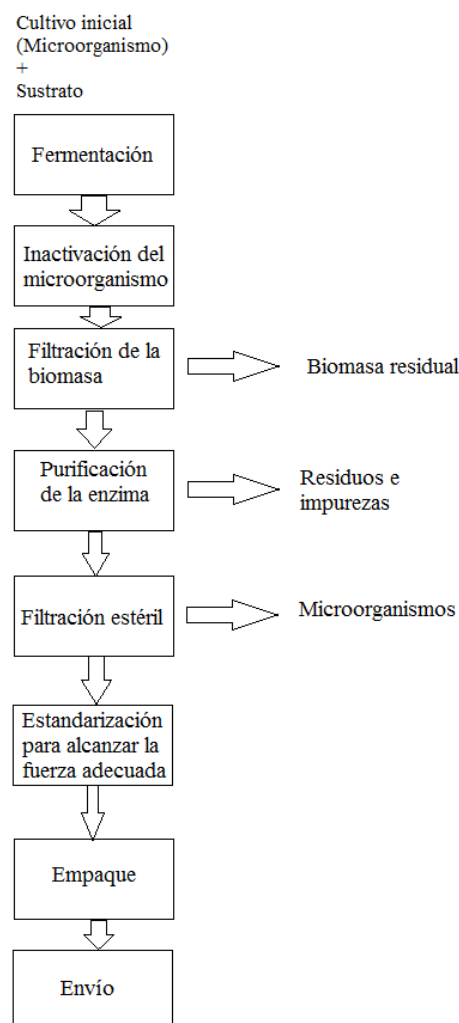 Cultivo inicial
(Microorganismo)
+
Sustrato
Fermentación
Inactivación del
microorganismo
Filtración de la
biomasa
Biomasa residual
Purificación
de la enzima
Residuos e
impurezas
Filtración estéril
Microorganismos
Estandarización
para alcanzar la
fuerza adecuada
Empaque
Envío